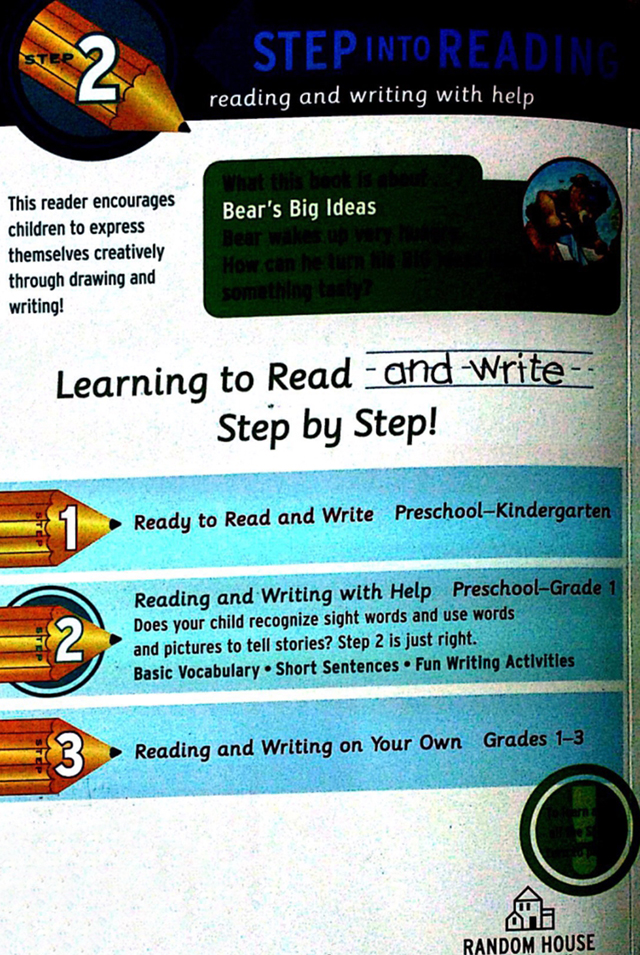 STEP 2
STEP INTO READING
reading and writing with help
This reader encourages
children to express
themselves creatively
through drawing and
writing!
What this book is about
Bear's Big Ideas
Bear wakes up very hungry.
How can he turn his BIG ideas
something tasty?
Learning to Read and Write
Step by Step!
STEP 1
Ready to Read and Write Preschool–Kindergarten
STEP 2
Reading and Writing with Help Preschool–Grade 1
Does your child recognize sight words and use words
and pictures to tell stories? Step 2 is just right.
Basic Vocabulary • Short Sentences • Fun Writing Activities
STEP 3
Reading and Writing on Your Own Grades 1–3
RANDOM HOUSE